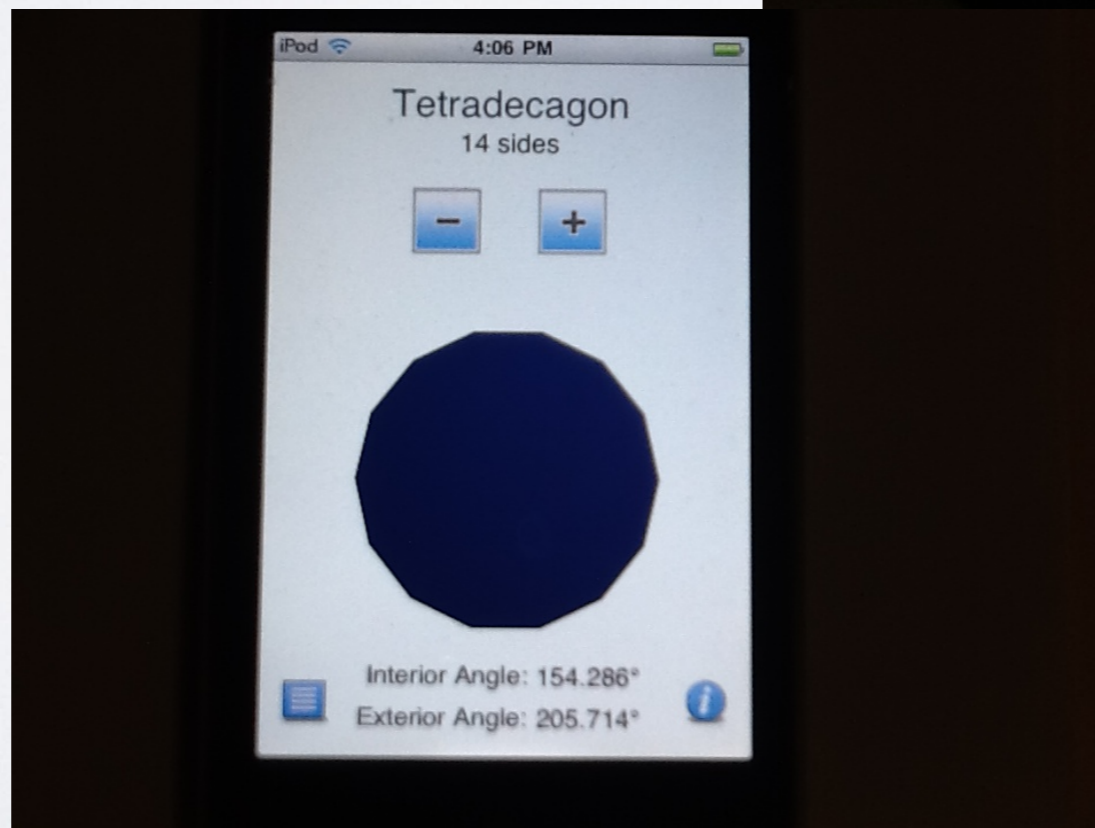 iPod 4:06 PM
Tetradecagon
14 sides
− +
Interior Angle: 154.286°
Exterior Angle: 205.714°
i